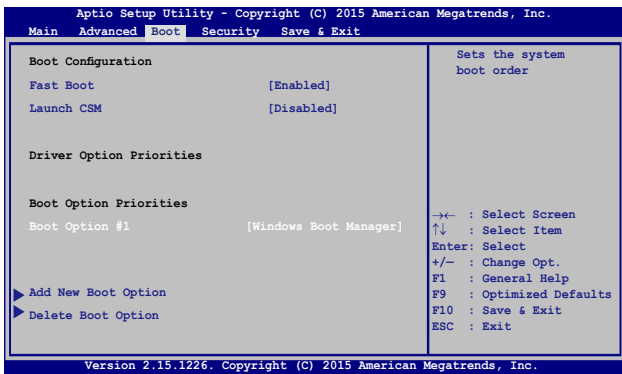 Aptio Setup Utility - Copyright (C) 2015 American Megatrends, Inc.
Main Advanced Boot Security Save & Exit
Boot Configuration
Fast Boot [Enabled]
Launch CSM [Disabled]
Driver Option Priorities
Boot Option Priorities
Boot Option #1 [Windows Boot Manager]
Add New Boot Option
Delete Boot Option
Sets the system
boot order
→← : Select Screen
↑↓ : Select Item
Enter: Select
+/— : Change Opt.
F1 : General Help
F9 : Optimized Defaults
F10 : Save & Exit
ESC : Exit
Version 2.15.1226. Copyright (C) 2015 American Megatrends, Inc.